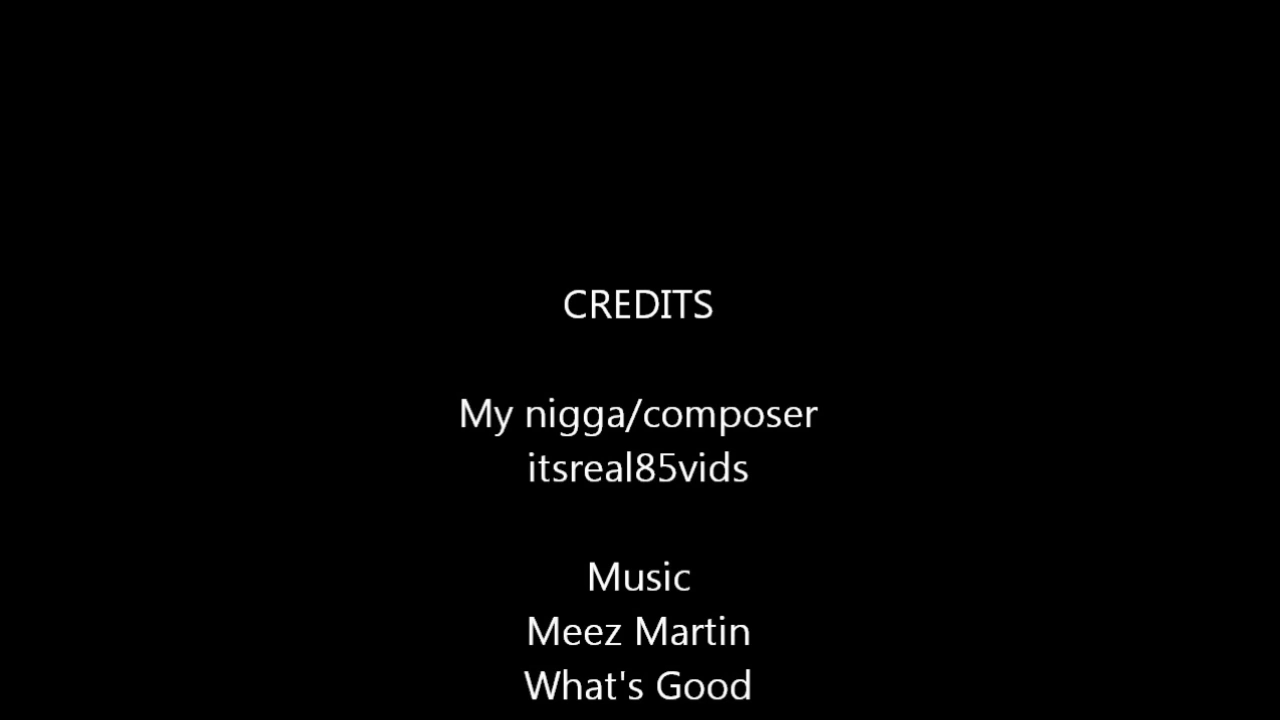 CREDITS
My nigga/composer
itsreal85vids
Music
Meez Martin
What's Good